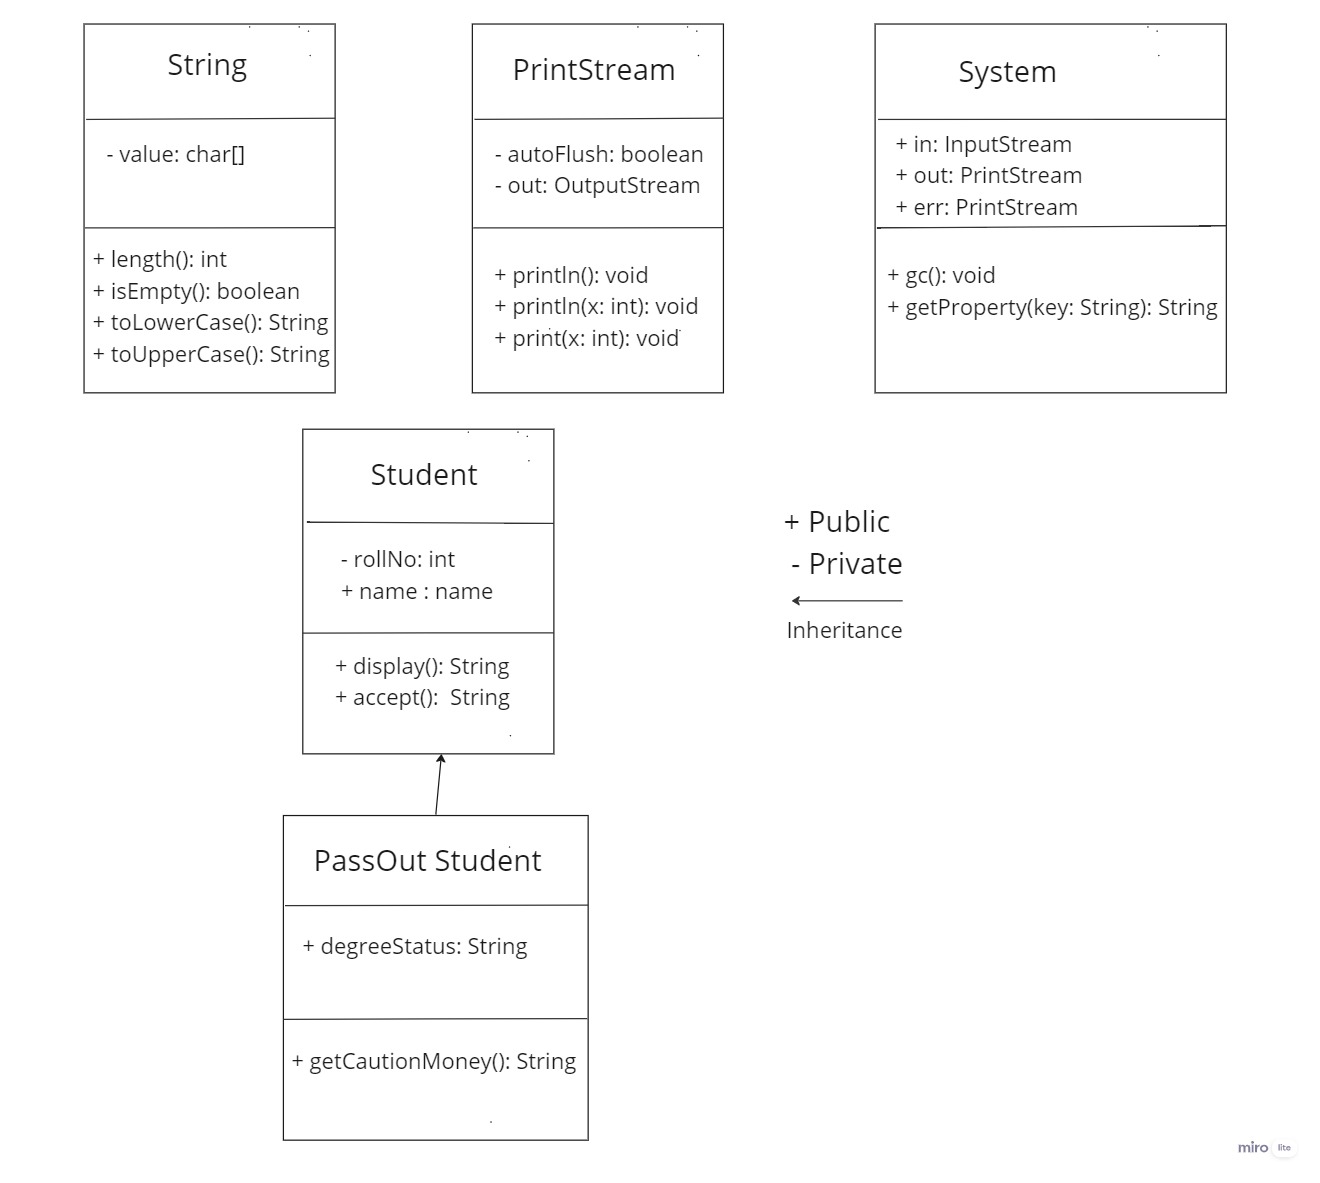 String
- value: char[]
+ length(): int
+ isEmpty(): boolean
+ toLowerCase(): String
+ toUpperCase(): String
PrintStream
- autoFlush: boolean
- out: OutputStream
+ println(): void
+ println(x: int): void
+ print(x: int): void
System
+ in: InputStream
+ out: PrintStream
+ err: PrintStream
+ gc(): void
+ getProperty(key: String): String
Student
- rollNo: int
+ name : name
+ display(): String
+ accept():  String
+ Public
- Private
Inheritance
PassOut Student
+ degreeStatus: String
+ getCautionMoney(): String
miro lite